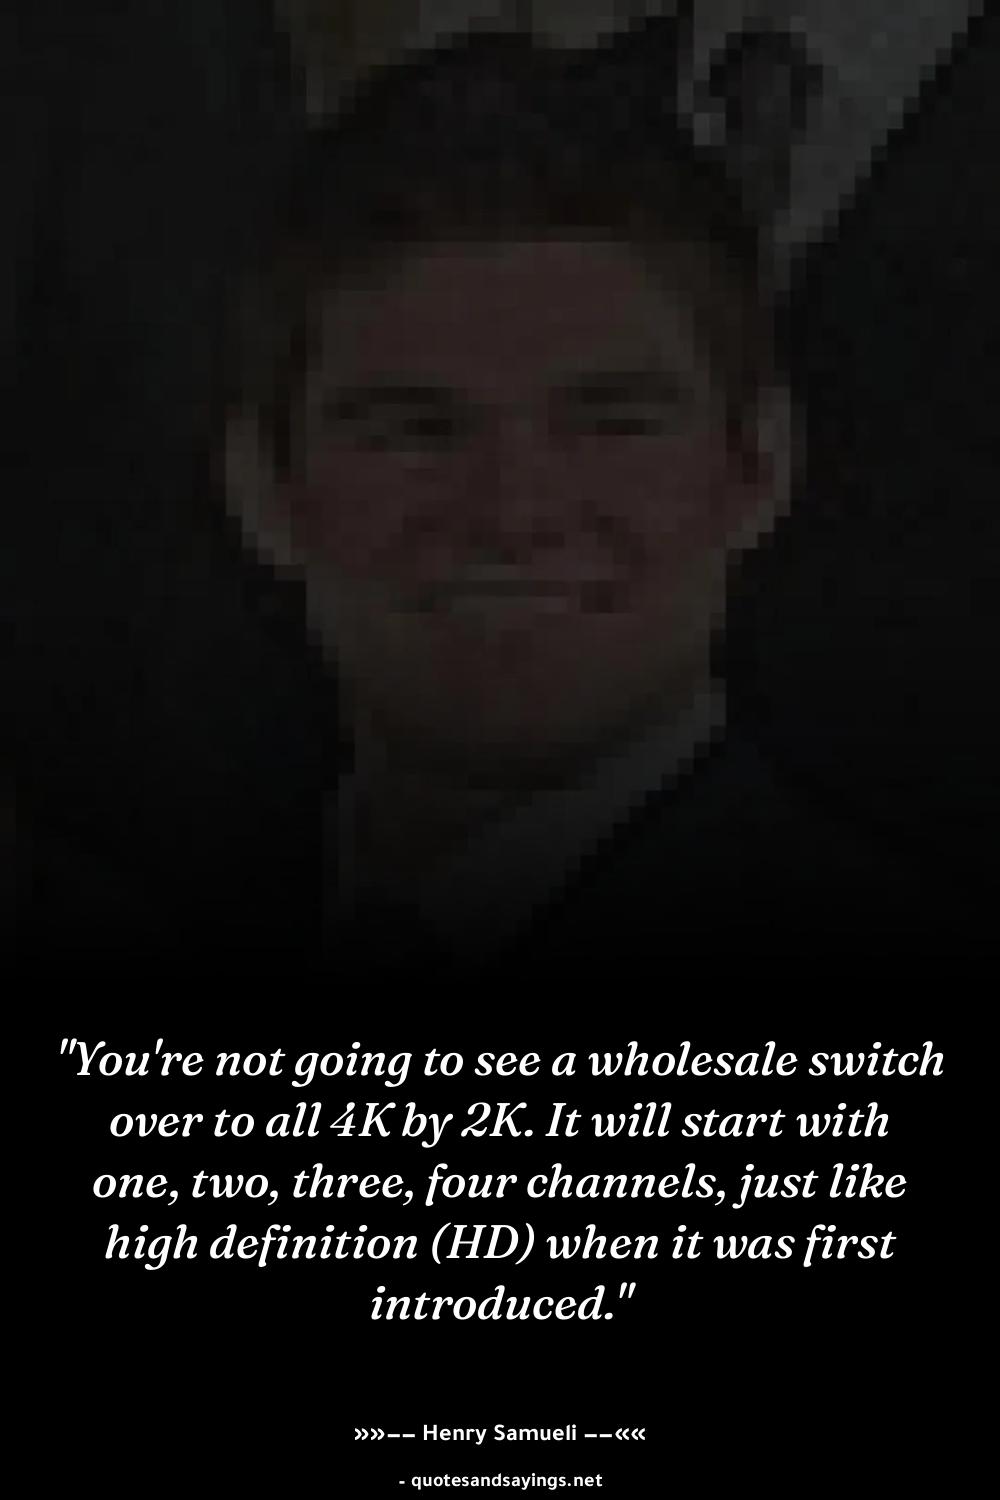 "You're not going to see a wholesale switch
over to all 4K by 2K. It will start with
one, two, three, four channels, just like
high definition (HD) when it was first
introduced."
»»-- Henry Samueli --««
- quotesandsayings.net